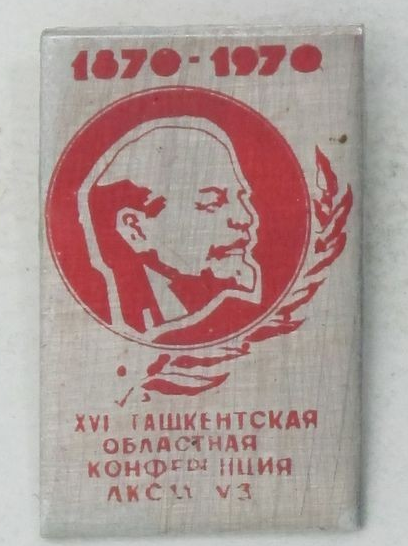 1870-1970
XVI ТАШКЕНТСКАЯ
ОБЛАСТНАЯ
КОНФЕРЕНЦИЯ
ЛКСМ УЗ